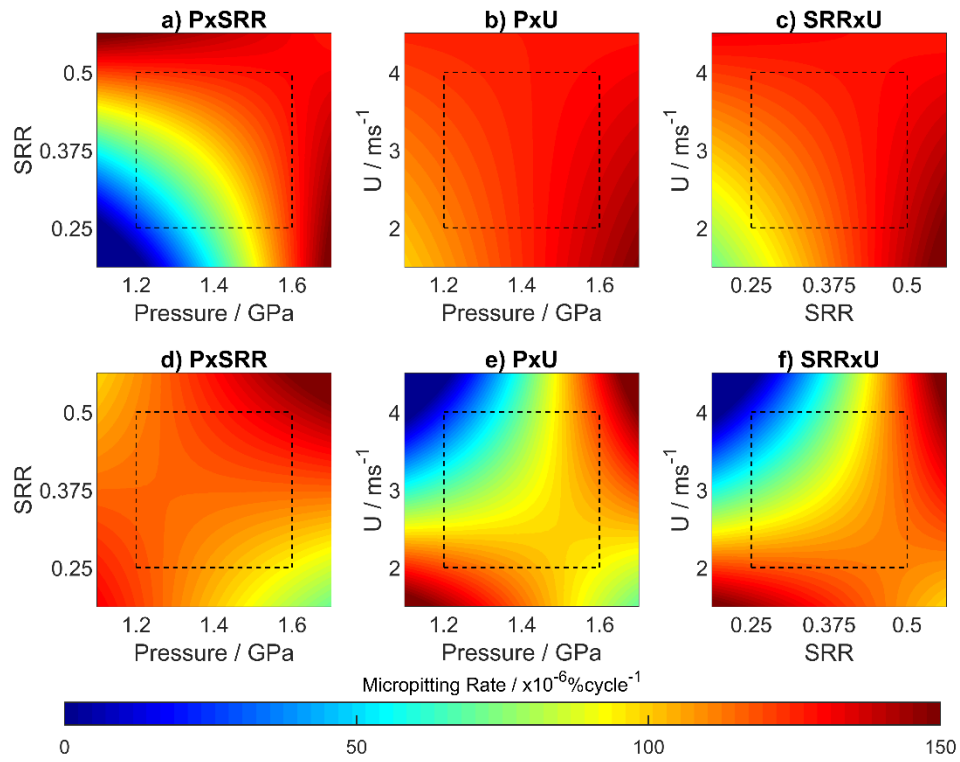 a) PxSRR
b) PxU
c) SRRxU
0.5
0.375
0.25
SRR
1.2
1.4
1.6
Pressure / GPa
4
3
2
U / ms⁻¹
1.2
1.4
1.6
Pressure / GPa
4
3
2
U / ms⁻¹
0.25
0.375
0.5
SRR
d) PxSRR
e) PxU
f) SRRxU
0.5
0.375
0.25
SRR
1.2
1.4
1.6
Pressure / GPa
4
3
2
U / ms⁻¹
1.2
1.4
1.6
Pressure / GPa
4
3
2
U / ms⁻¹
0.25
0.375
0.5
SRR
Micropitting Rate / x10⁻⁶%cycle⁻¹
0
50
100
150